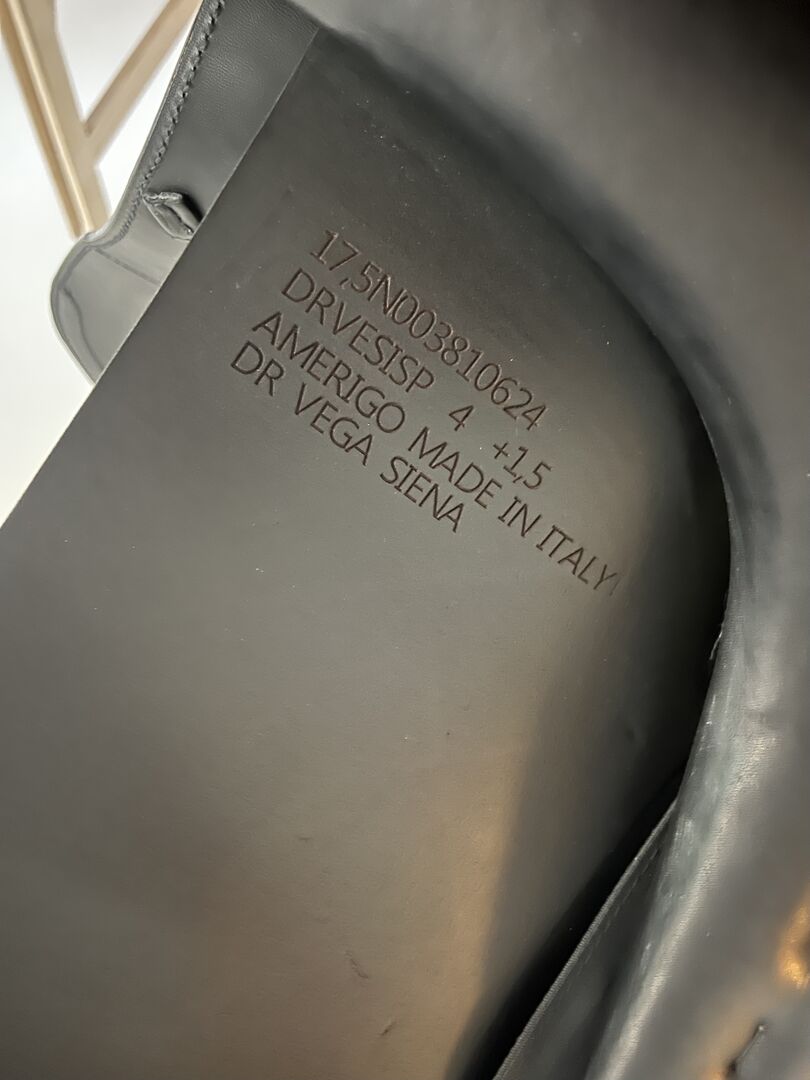 17,5N003810624
DRVESISP 4 +1,5
AMERIGO MADE IN ITALY
DR VEGA SIENA